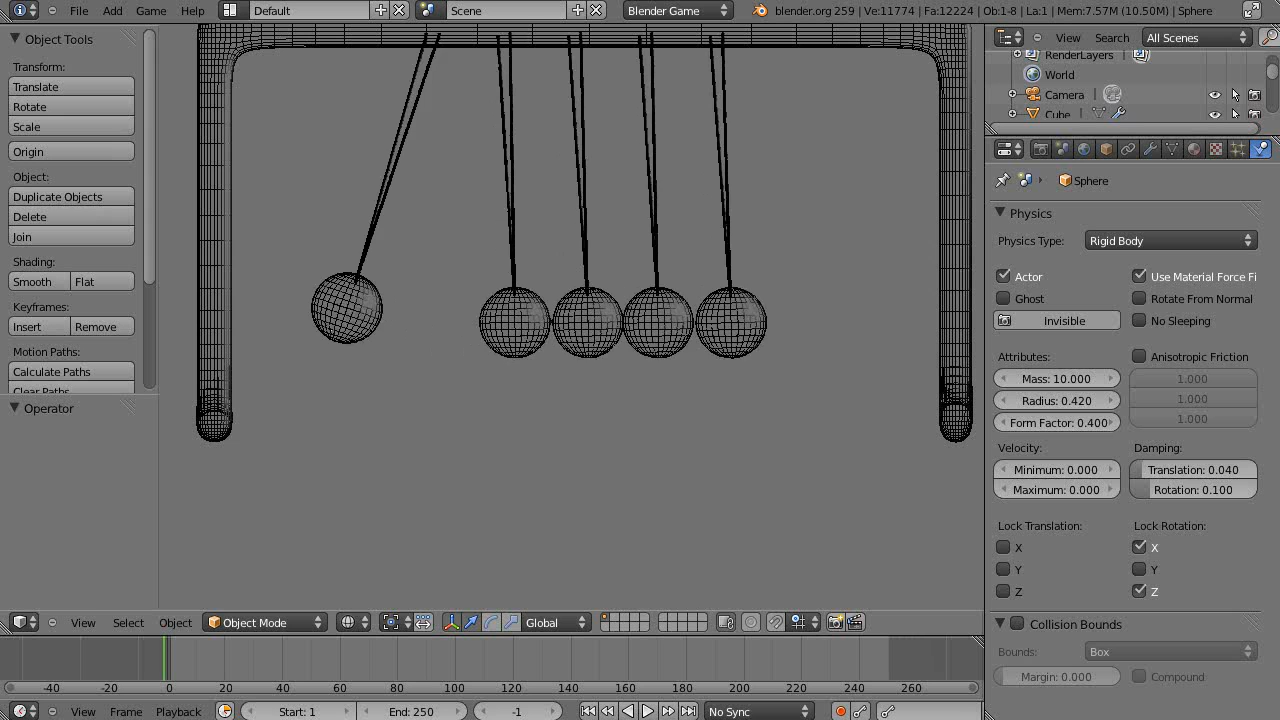 File Add Game Help Default Scene Blender Game blender.org 259 | Ve:11774 | Fa:12224 | Ob:1-8 | La:1 | Mem:7.57M (10.50M) | Sphere
Object Tools
Transform:
Translate
Rotate
Scale
Origin
Object:
Duplicate Objects
Delete
Join
Shading:
Smooth Flat
Keyframes:
Insert Remove
Motion Paths:
Calculate Paths
Clear Paths
Operator
View Search All Scenes
RenderLayers |
World
Camera |
Cube |
Sphere
Physics
Physics Type: Rigid Body
Actor Use Material Force Fi
Ghost Rotate From Normal
Invisible No Sleeping
Attributes: Anisotropic Friction
Mass: 10.000 1.000
Radius: 0.420 1.000
Form Factor: 0.400 1.000
Velocity: Damping:
Minimum: 0.000 Translation: 0.040
Maximum: 0.000 Rotation: 0.100
Lock Translation: Lock Rotation:
X X
Y Y
Z Z
Collision Bounds
Bounds: Box
Margin: 0.000 Compound
View Select Object Object Mode Global
-40 -20 0 20 40 60 80 100 120 140 160 180 200 220 240 260
View Frame Playback Start: 1 End: 250 -1 No Sync